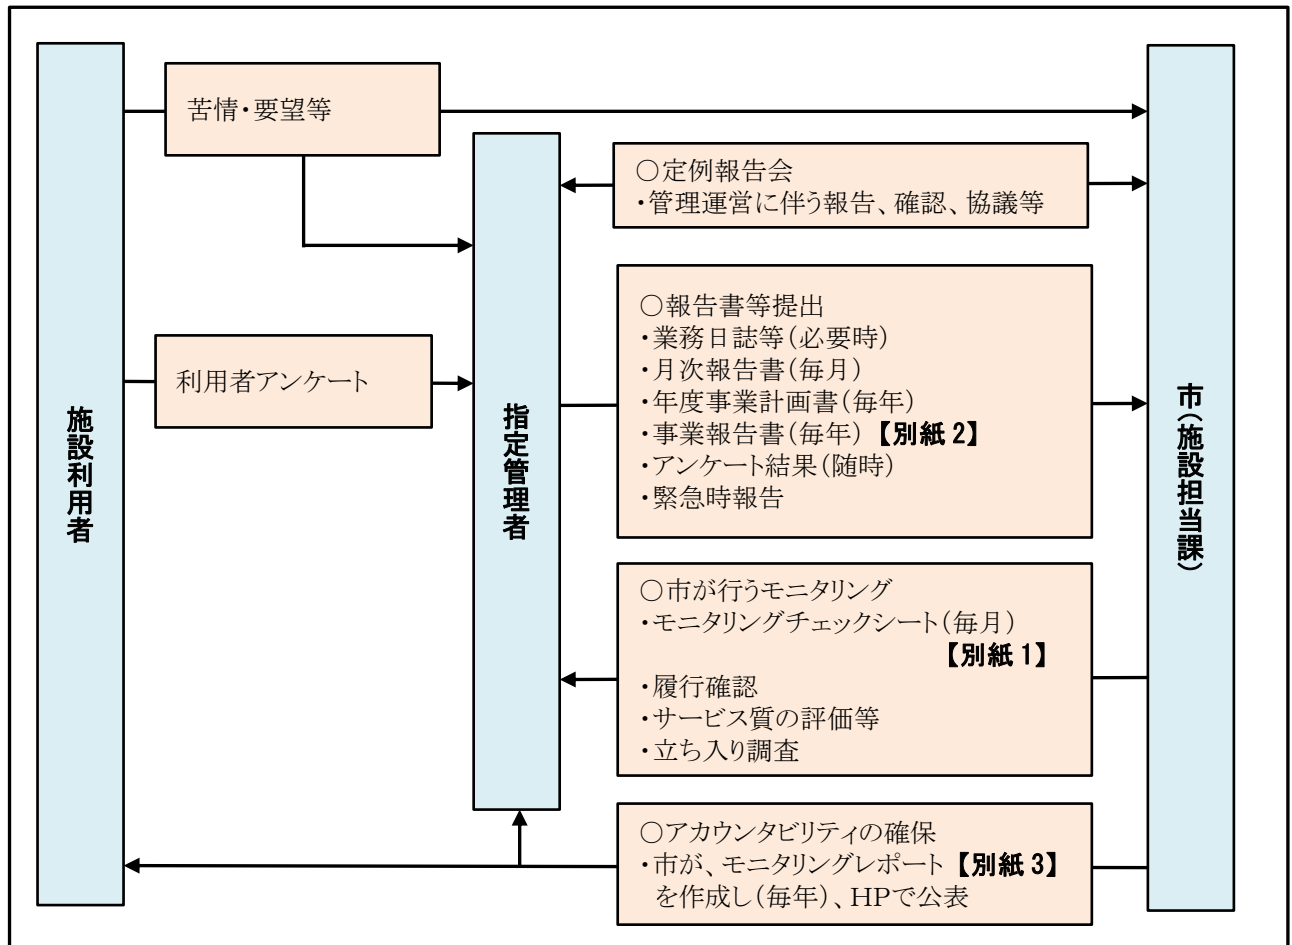 苦情・要望等
○定例報告会
・管理運営に伴う報告、確認、協議等
○報告書等提出
・業務日誌等(必要時)
・月次報告書(毎月)
・年度事業計画書(毎年)
・事業報告書(毎年)【別紙2】
・アンケート結果(随時)
・緊急時報告
利用者アンケート
施設利用者
指定管理者
市(施設担当課)
○市が行うモニタリング
・モニタリングチェックシート(毎月)
【別紙1】
・履行確認
・サービス質の評価等
・立ち入り調査
○アカウンタビリティの確保
・市が、モニタリングレポート【別紙3】
を作成し(毎年)、HPで公表